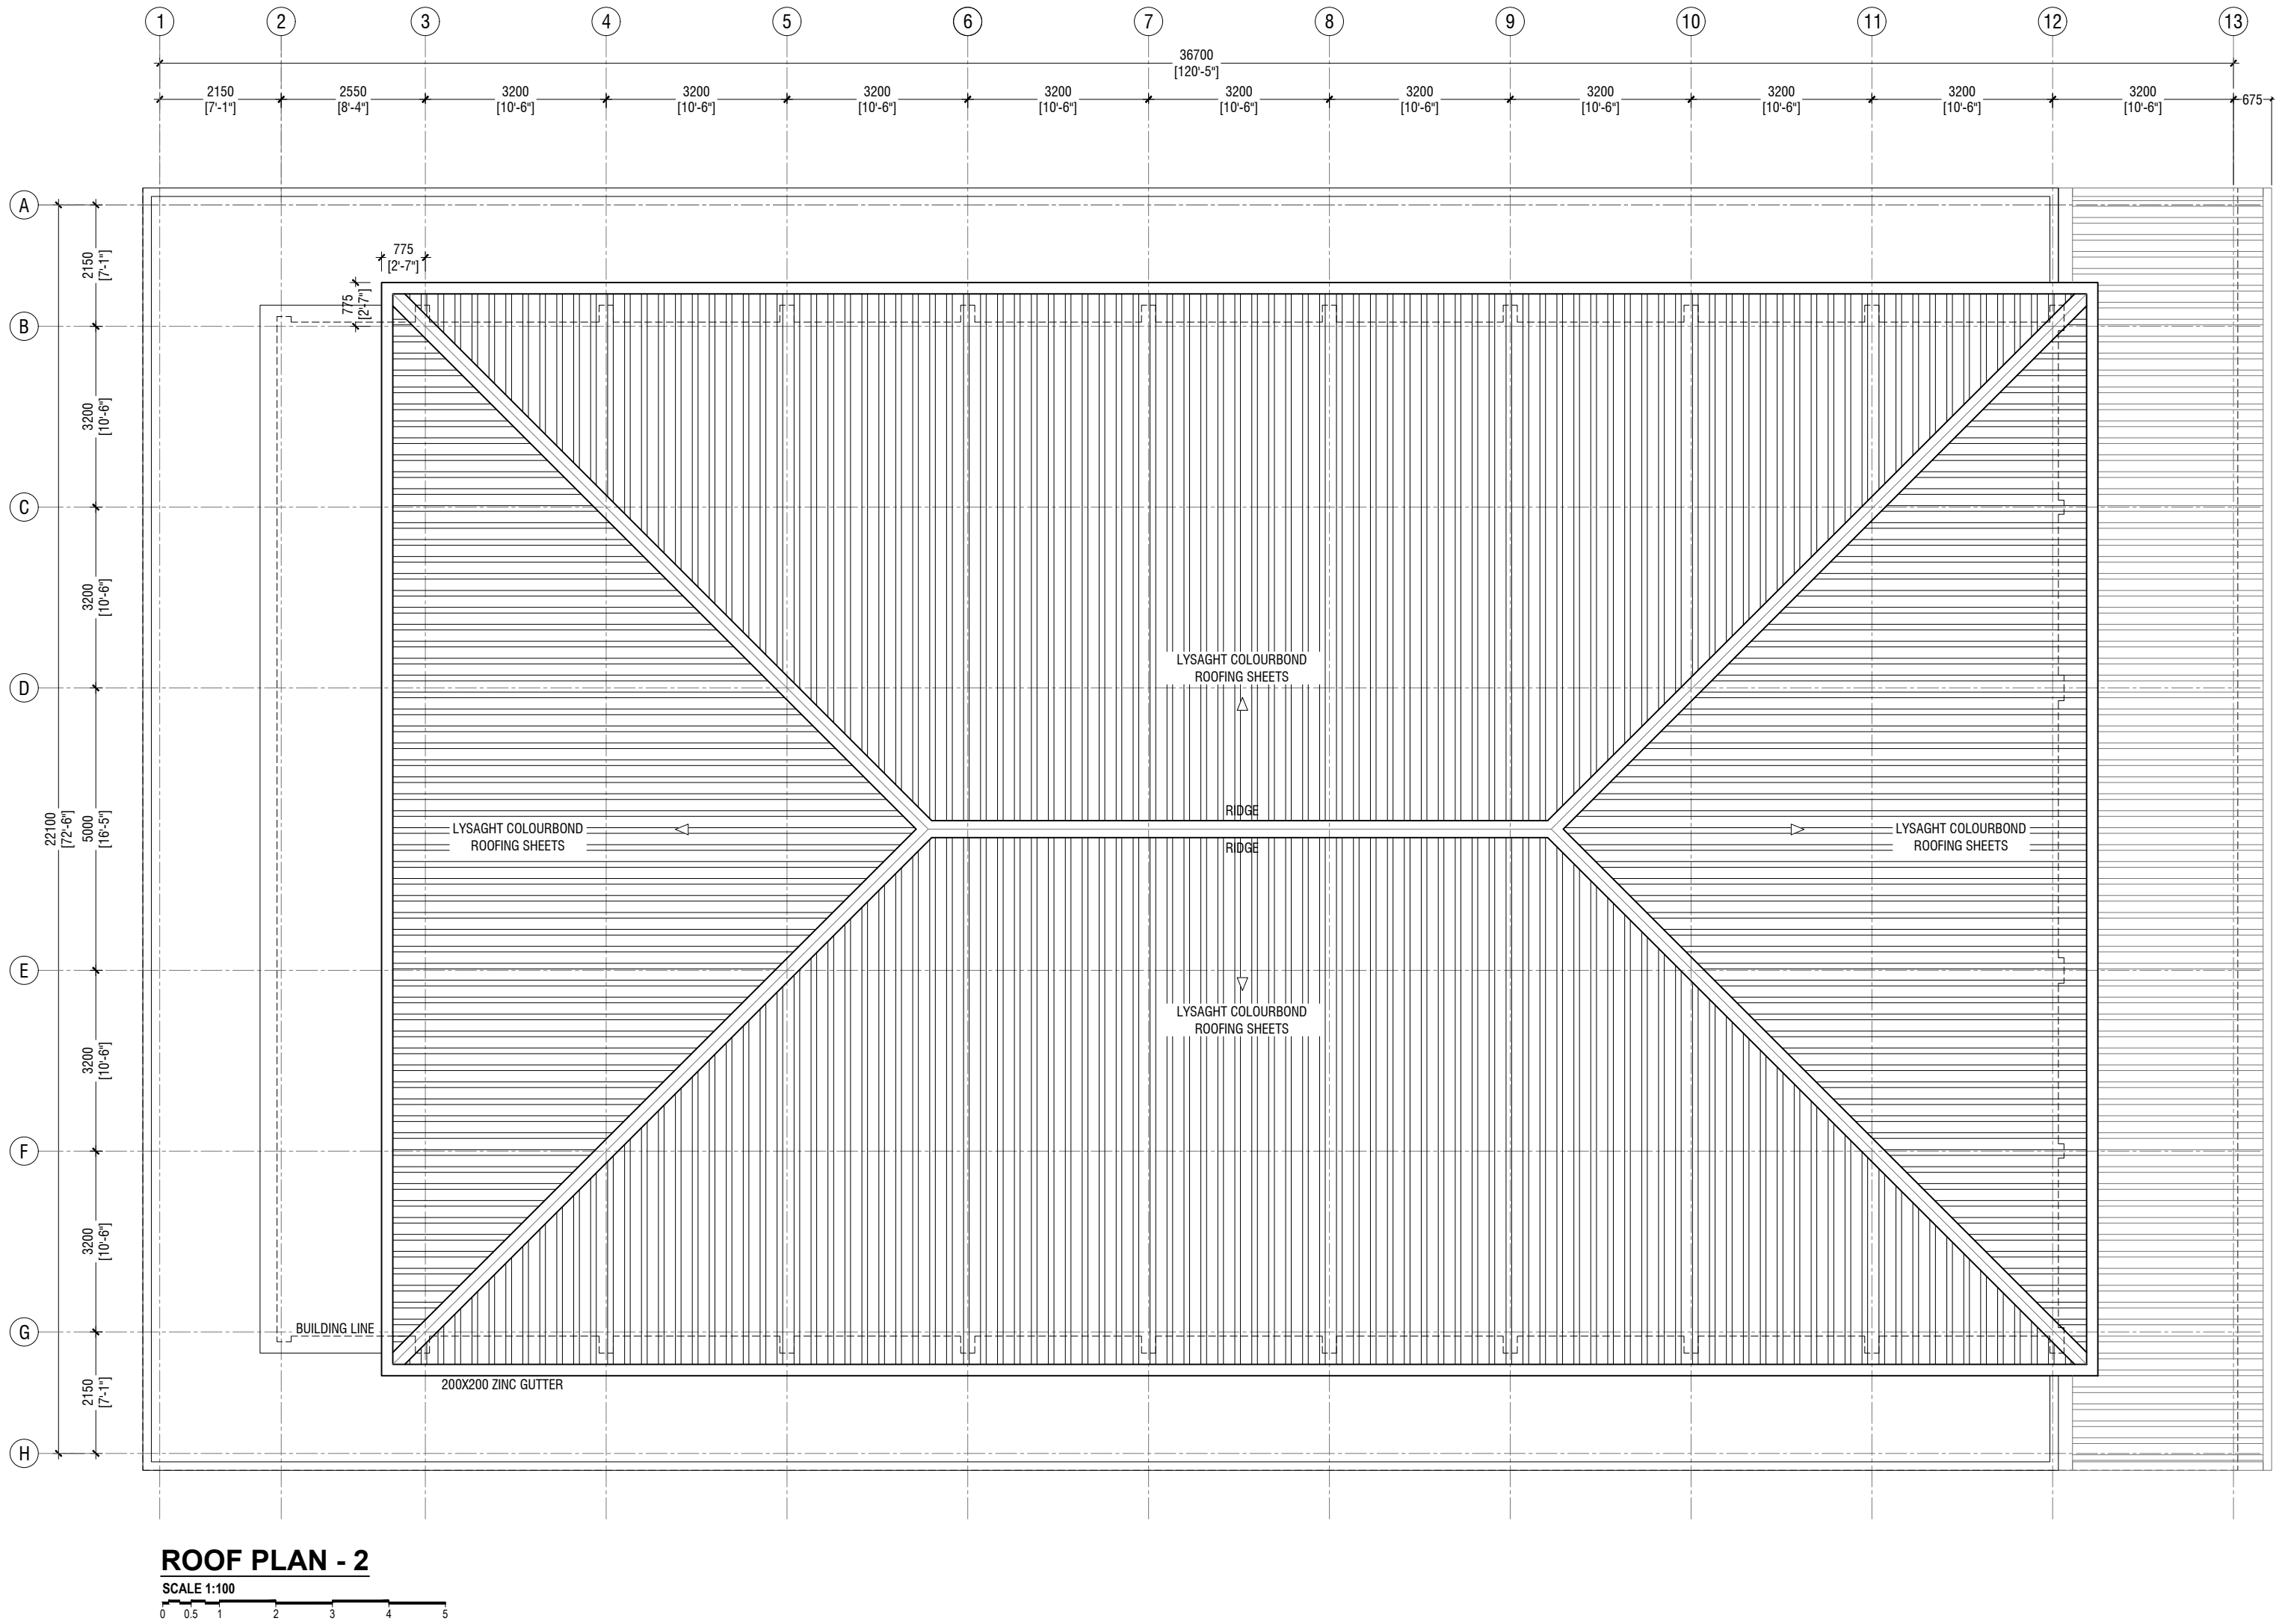 1 2 3 4 5 6 7 8 9 10 11 12 13
36700
[120'-5"]
2150 2550 3200 3200 3200 3200 3200 3200 3200 3200 3200 3200 675
[7'-1"] [8'-4"] [10'-6"] [10'-6"] [10'-6"] [10'-6"] [10'-6"] [10'-6"] [10'-6"] [10'-6"] [10'-6"] [10'-6"]
A
2150
[7'-1"]
775
[2'-7"]
775
[2'-7"]
B
3200
[10'-6"]
C
3200
[10'-6"]
D
LYSAGHT COLOURBOND
ROOFING SHEETS
22100
[72'-6"]
5000
[16'-5"]
RIDGE
LYSAGHT COLOURBOND
ROOFING SHEETS
RIDGE
LYSAGHT COLOURBOND
ROOFING SHEETS
E
LYSAGHT COLOURBOND
ROOFING SHEETS
3200
[10'-6"]
F
3200
[10'-6"]
G
BUILDING LINE
200X200 ZINC GUTTER
2150
[7'-1"]
H
ROOF PLAN - 2
SCALE 1:100
0 0.5 1 2 3 4 5